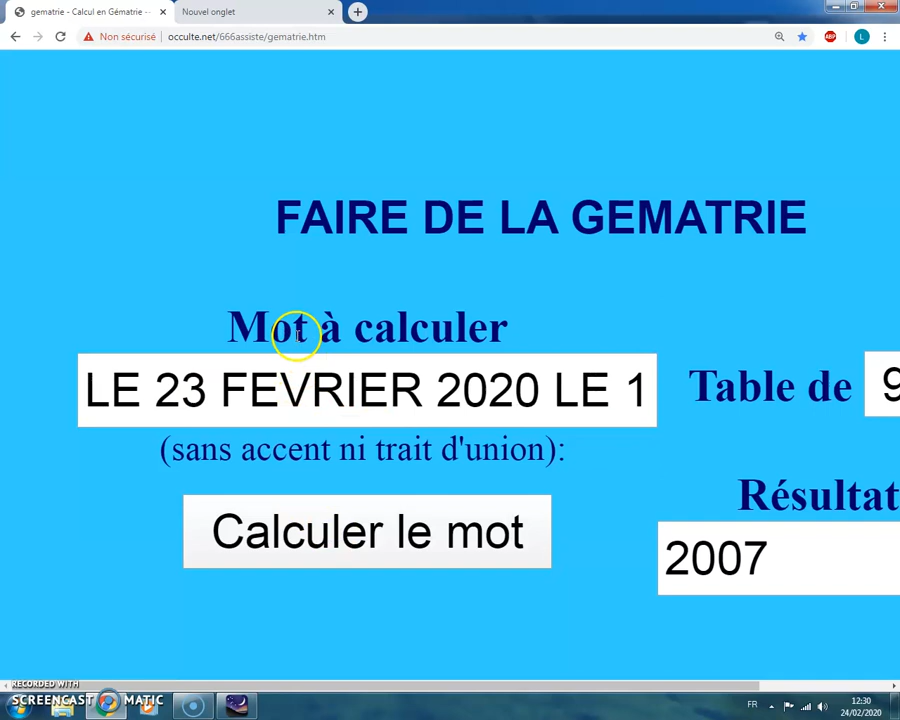 gematrie - Calcul en Gématrie -
Nouvel onglet
Non sécurisé
occulte.net/666assiste/gematrie.htm
ABP
L
FAIRE DE LA GEMATRIE
Mot à calculer
LE 23 FEVRIER 2020 LE 1
Table de 9
(sans accent ni trait d'union):
Résultat
Calculer le mot
2007
RECORDED WITH
SCREENCAST MATIC
FR
12:30
24/02/2020